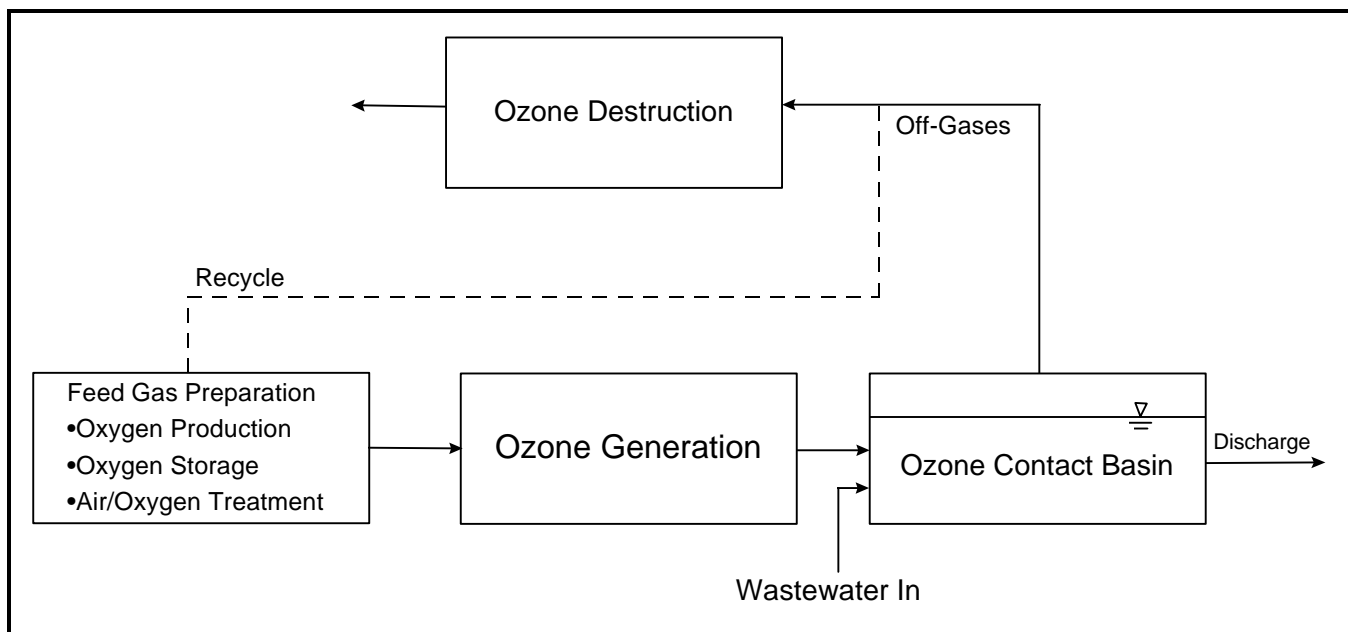 Ozone Destruction
Off-Gases
Recycle
Feed Gas Preparation
•Oxygen Production
•Oxygen Storage
•Air/Oxygen Treatment
Ozone Generation
Ozone Contact Basin
Discharge
Wastewater In